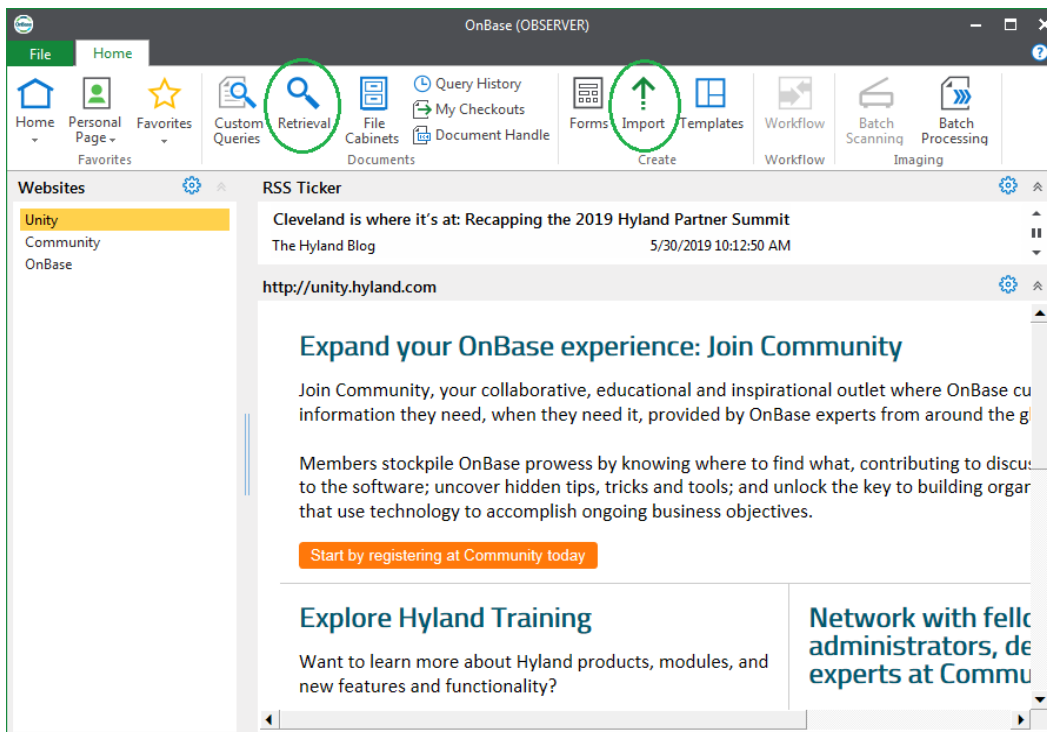 OnBase (OBSERVER)
File
Home
Home
Personal
Page
Favorites
Favorites
Custom
Queries
Retrieval
File
Cabinets
Query History
My Checkouts
Document Handle
Documents
Forms
Import
Templates
Create
Workflow
Workflow
Batch
Scanning
Batch
Processing
Imaging
Websites
Unity
Community
OnBase
RSS Ticker
Cleveland is where it's at: Recapping the 2019 Hyland Partner Summit
The Hyland Blog 5/30/2019 10:12:50 AM
http://unity.hyland.com
Expand your OnBase experience: Join Community
Join Community, your collaborative, educational and inspirational outlet where OnBase cu
information they need, when they need it, provided by OnBase experts from around the gl
Members stockpile OnBase prowess by knowing where to find what, contributing to discus
to the software; uncover hidden tips, tricks and tools; and unlock the key to building organ
that use technology to accomplish ongoing business objectives.
Start by registering at Community today
Explore Hyland Training
Want to learn more about Hyland products, modules, and
new features and functionality?
Network with fello
administrators, de
experts at Commu